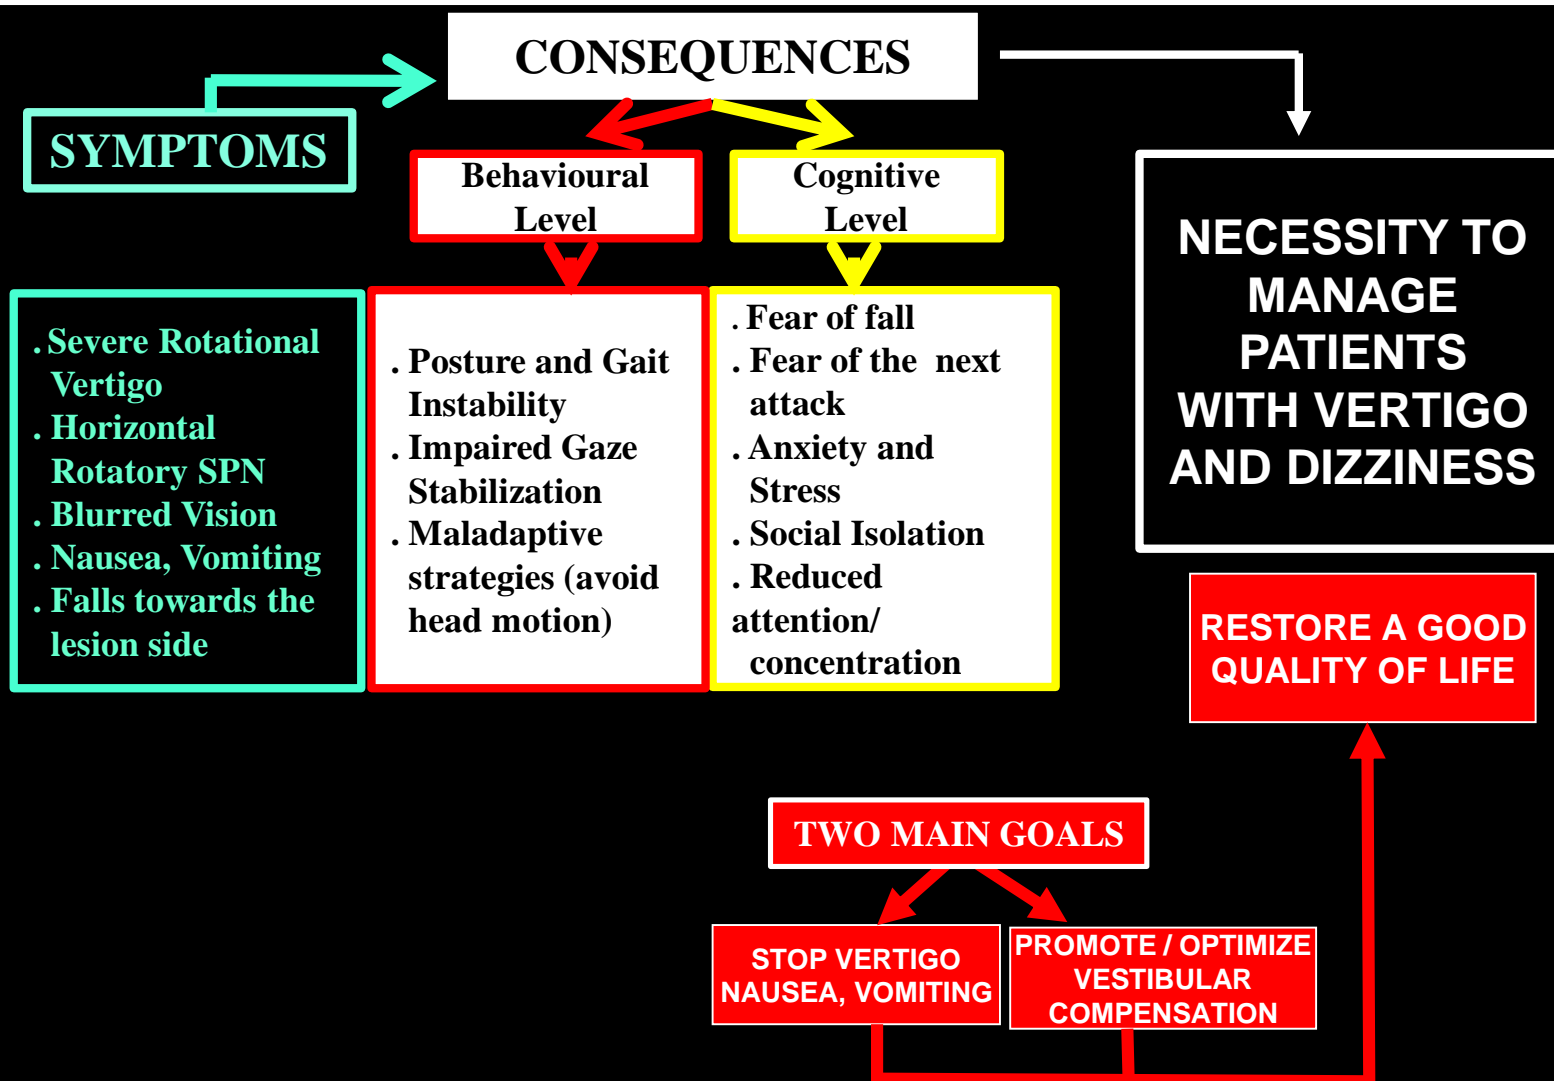 CONSEQUENCES
SYMPTOMS
Behavioural
Level
Cognitive
Level
NECESSITY TO
MANAGE
PATIENTS
WITH VERTIGO
AND DIZZINESS
. Severe Rotational
Vertigo
. Horizontal
Rotatory SPN
. Blurred Vision
. Nausea, Vomiting
. Falls towards the
lesion side
. Posture and Gait
Instability
. Impaired Gaze
Stabilization
. Maladaptive
strategies (avoid
head motion)
. Fear of fall
. Fear of the next
attack
. Anxiety and
Stress
. Social Isolation
. Reduced
attention/
concentration
RESTORE A GOOD
QUALITY OF LIFE
TWO MAIN GOALS
STOP VERTIGO
NAUSEA, VOMITING
PROMOTE / OPTIMIZE
VESTIBULAR
COMPENSATION